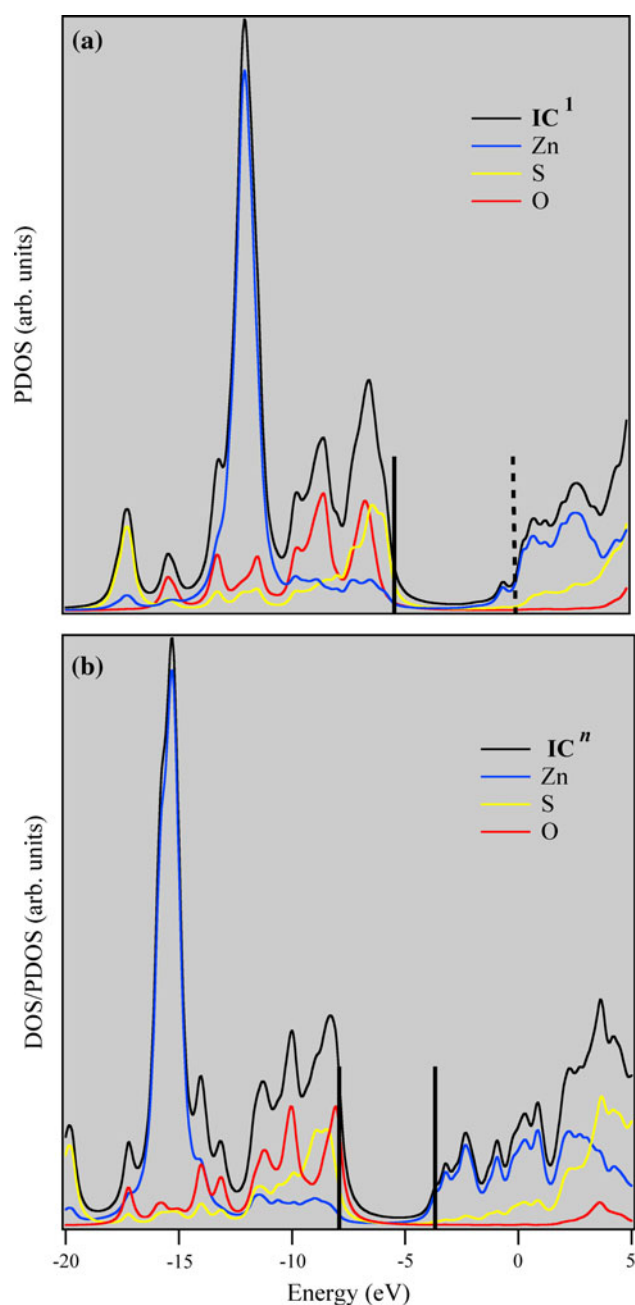 (a)
IC 1
Zn
S
O
PDOS (arb. units)
(b)
IC n
Zn
S
O
DOS/PDOS (arb. units)
-20 -15 -10 -5 0 5
Energy (eV)